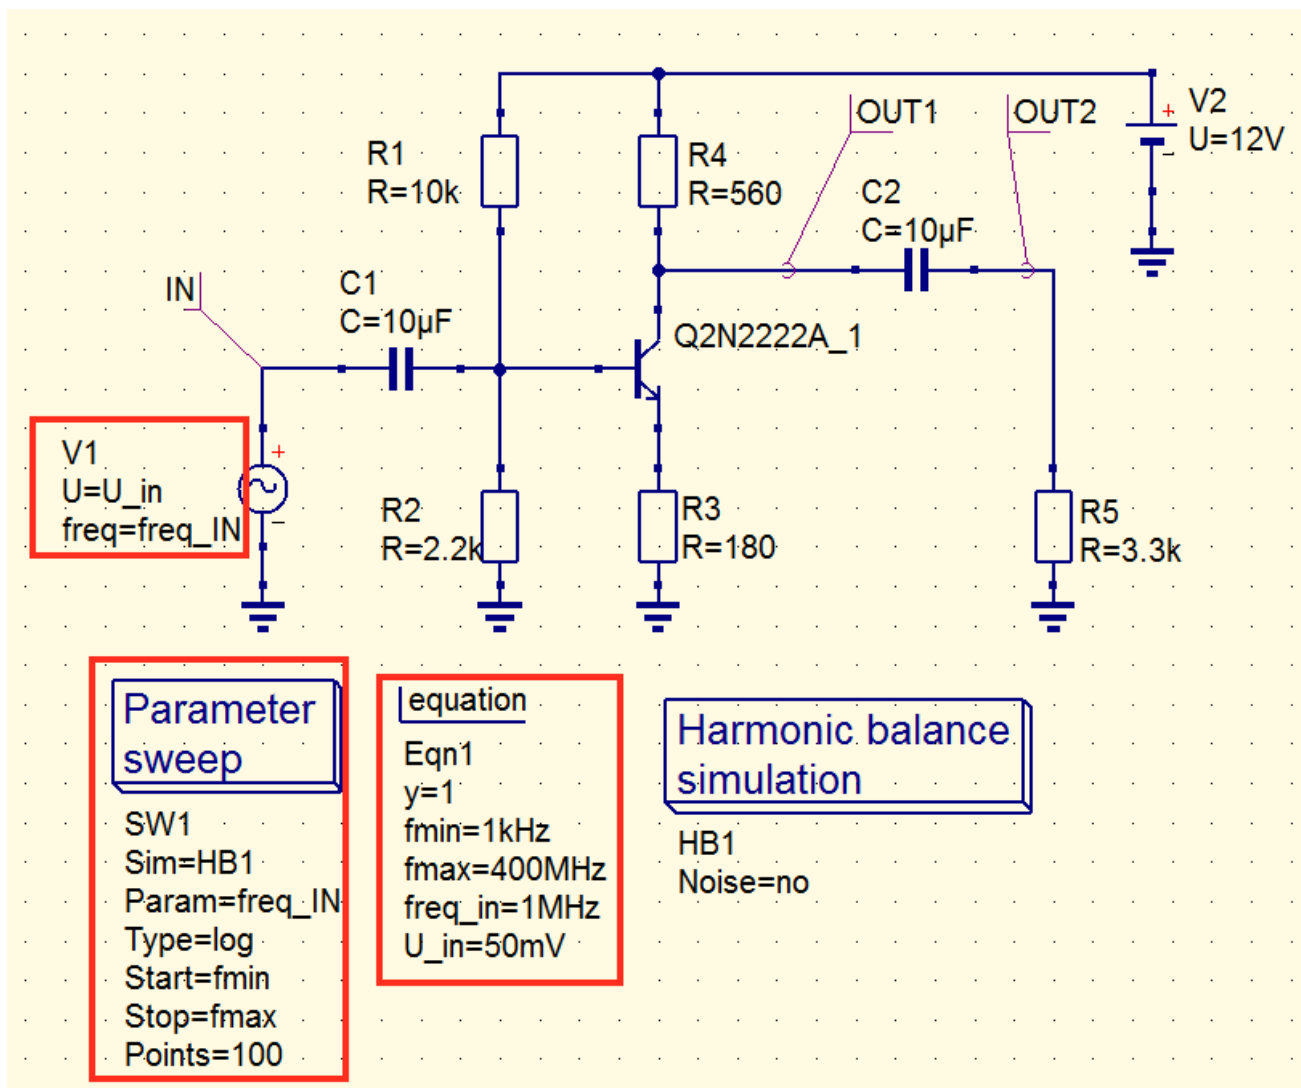 R1
R=10k
R4
R=560
OUT1
OUT2
V2
U=12V
+
-
C2
C=10µF
IN
C1
C=10µF
Q2N2222A_1
V1
U=U_in
freq=freq_IN
+
-
R2
R=2.2k
R3
R=180
R5
R=3.3k
Parameter
sweep
SW1
Sim=HB1
Param=freq_IN
Type=log
Start=fmin
Stop=fmax
Points=100
equation
Eqn1
y=1
fmin=1kHz
fmax=400MHz
freq_in=1MHz
U_in=50mV
Harmonic balance
simulation
HB1
Noise=no